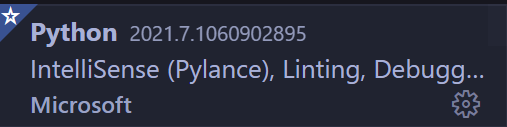 Python 2021.7.1060902895
IntelliSense (Pylance), Linting, Debugg...
Microsoft